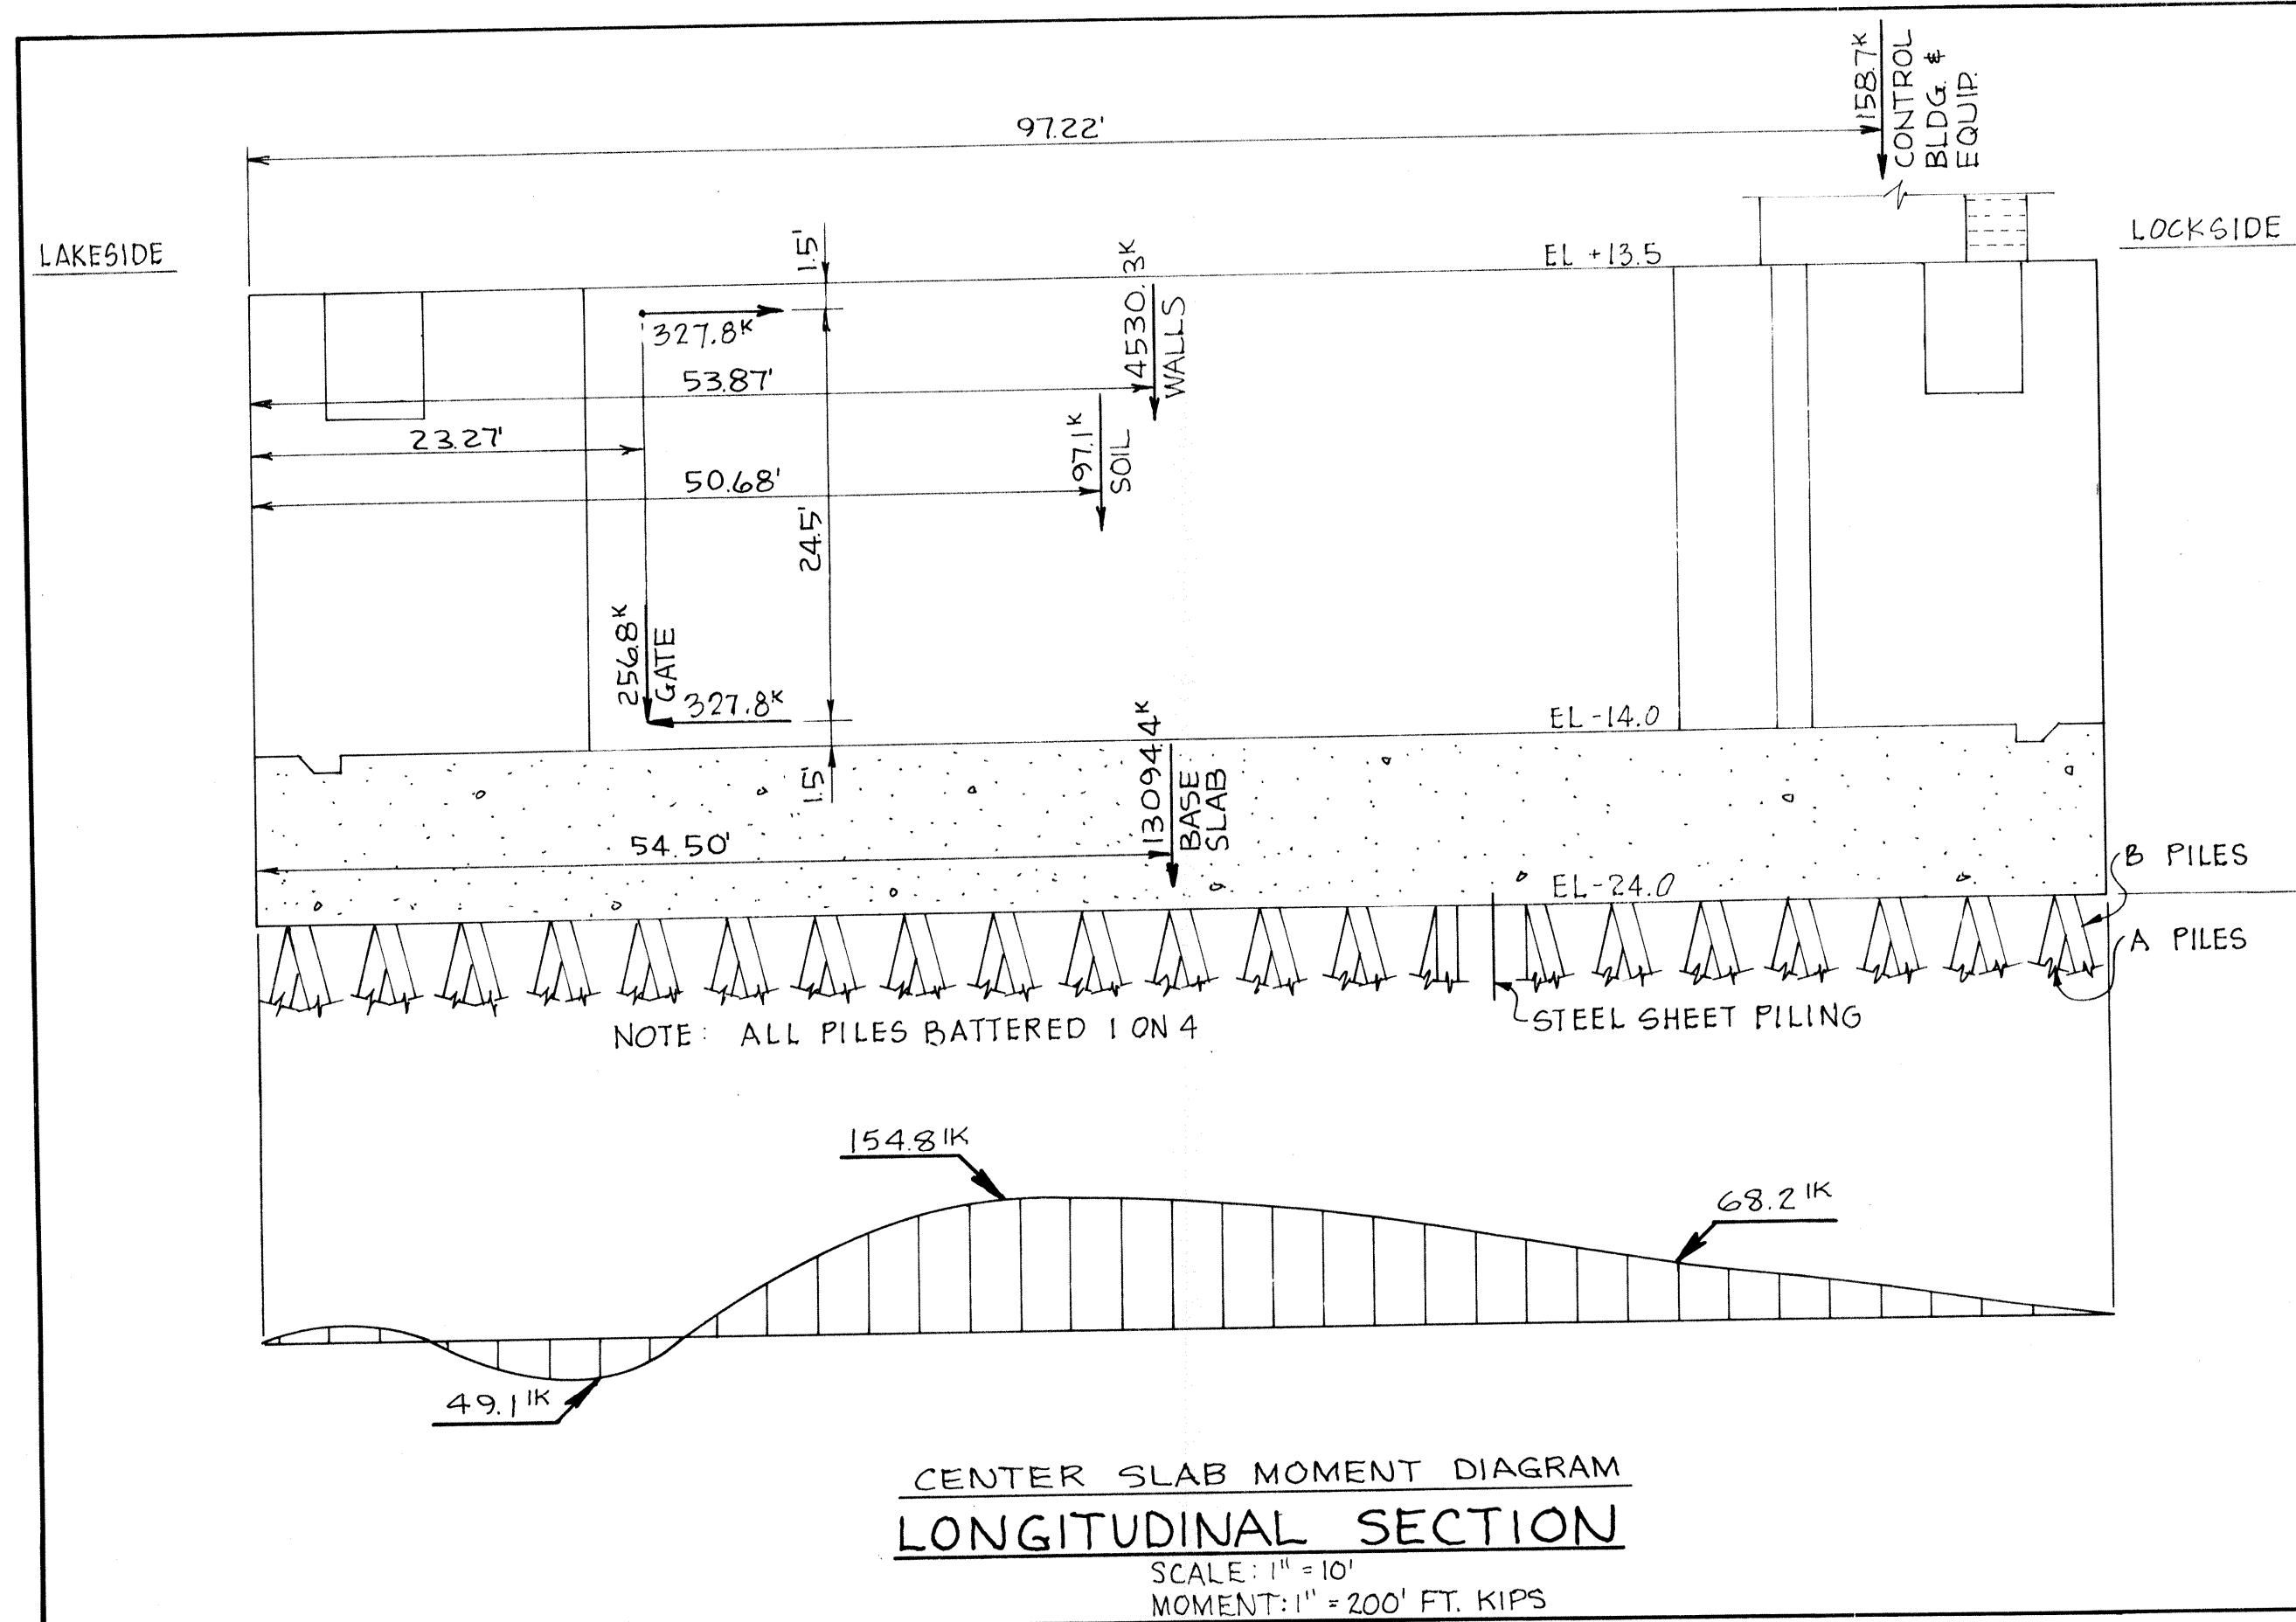 158.7K
CONTROL
BLDG. &
EQUIP.
97.22'
LAKESIDE
LOCKSIDE
1.5'
EL +13.5
4530.3K
WALLS
327.8K
53.87'
97.1K
SOIL
23.27'
50.68'
24.5'
256.8K
GATE
327.8K
EL -14.0
1.5'
13094.4K
BASE
SLAB
54.50'
EL -24.0
B PILES
A PILES
STEEL SHEET PILING
NOTE: ALL PILES BATTERED 1 ON 4
154.8 'K
68.2 'K
49.1 'K
CENTER SLAB MOMENT DIAGRAM
LONGITUDINAL SECTION
SCALE: 1" = 10'
MOMENT: 1" = 200' FT. KIPS